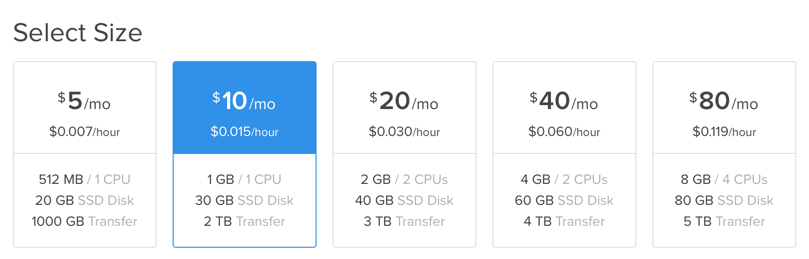 Select Size
$5/mo
$0.007/hour
512 MB / 1 CPU
20 GB SSD Disk
1000 GB Transfer
$10/mo
$0.015/hour
1 GB / 1 CPU
30 GB SSD Disk
2 TB Transfer
$20/mo
$0.030/hour
2 GB / 2 CPUs
40 GB SSD Disk
3 TB Transfer
$40/mo
$0.060/hour
4 GB / 2 CPUs
60 GB SSD Disk
4 TB Transfer
$80/mo
$0.119/hour
8 GB / 4 CPUs
80 GB SSD Disk
5 TB Transfer